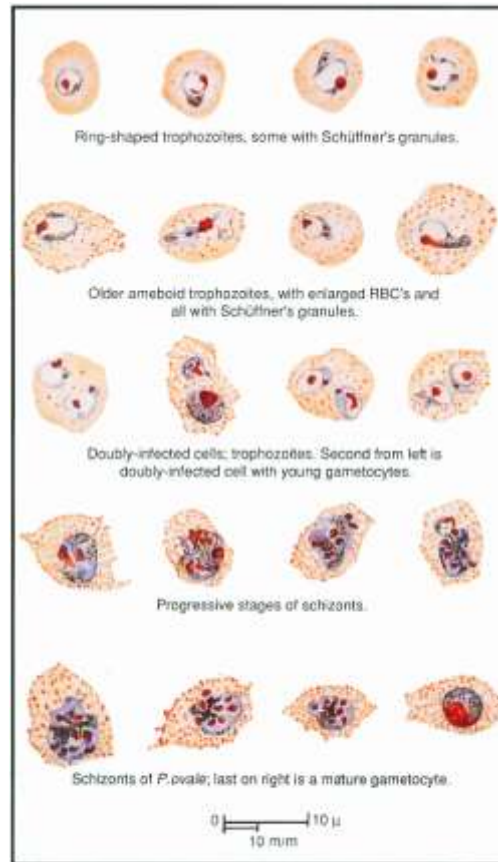 Ring-shaped trophozoites, some with Schüffner's granules.
Older ameboid trophozoites, with enlarged RBC's and
all with Schüffner's granules.
Doubly-infected cells; trophozoites. Second from left is
doubly-infected cell with young gametocytes.
Progressive stages of schizonts.
Schizonts of P.ovale; last on right is a mature gametocyte.
0 10 µ
10 m/m